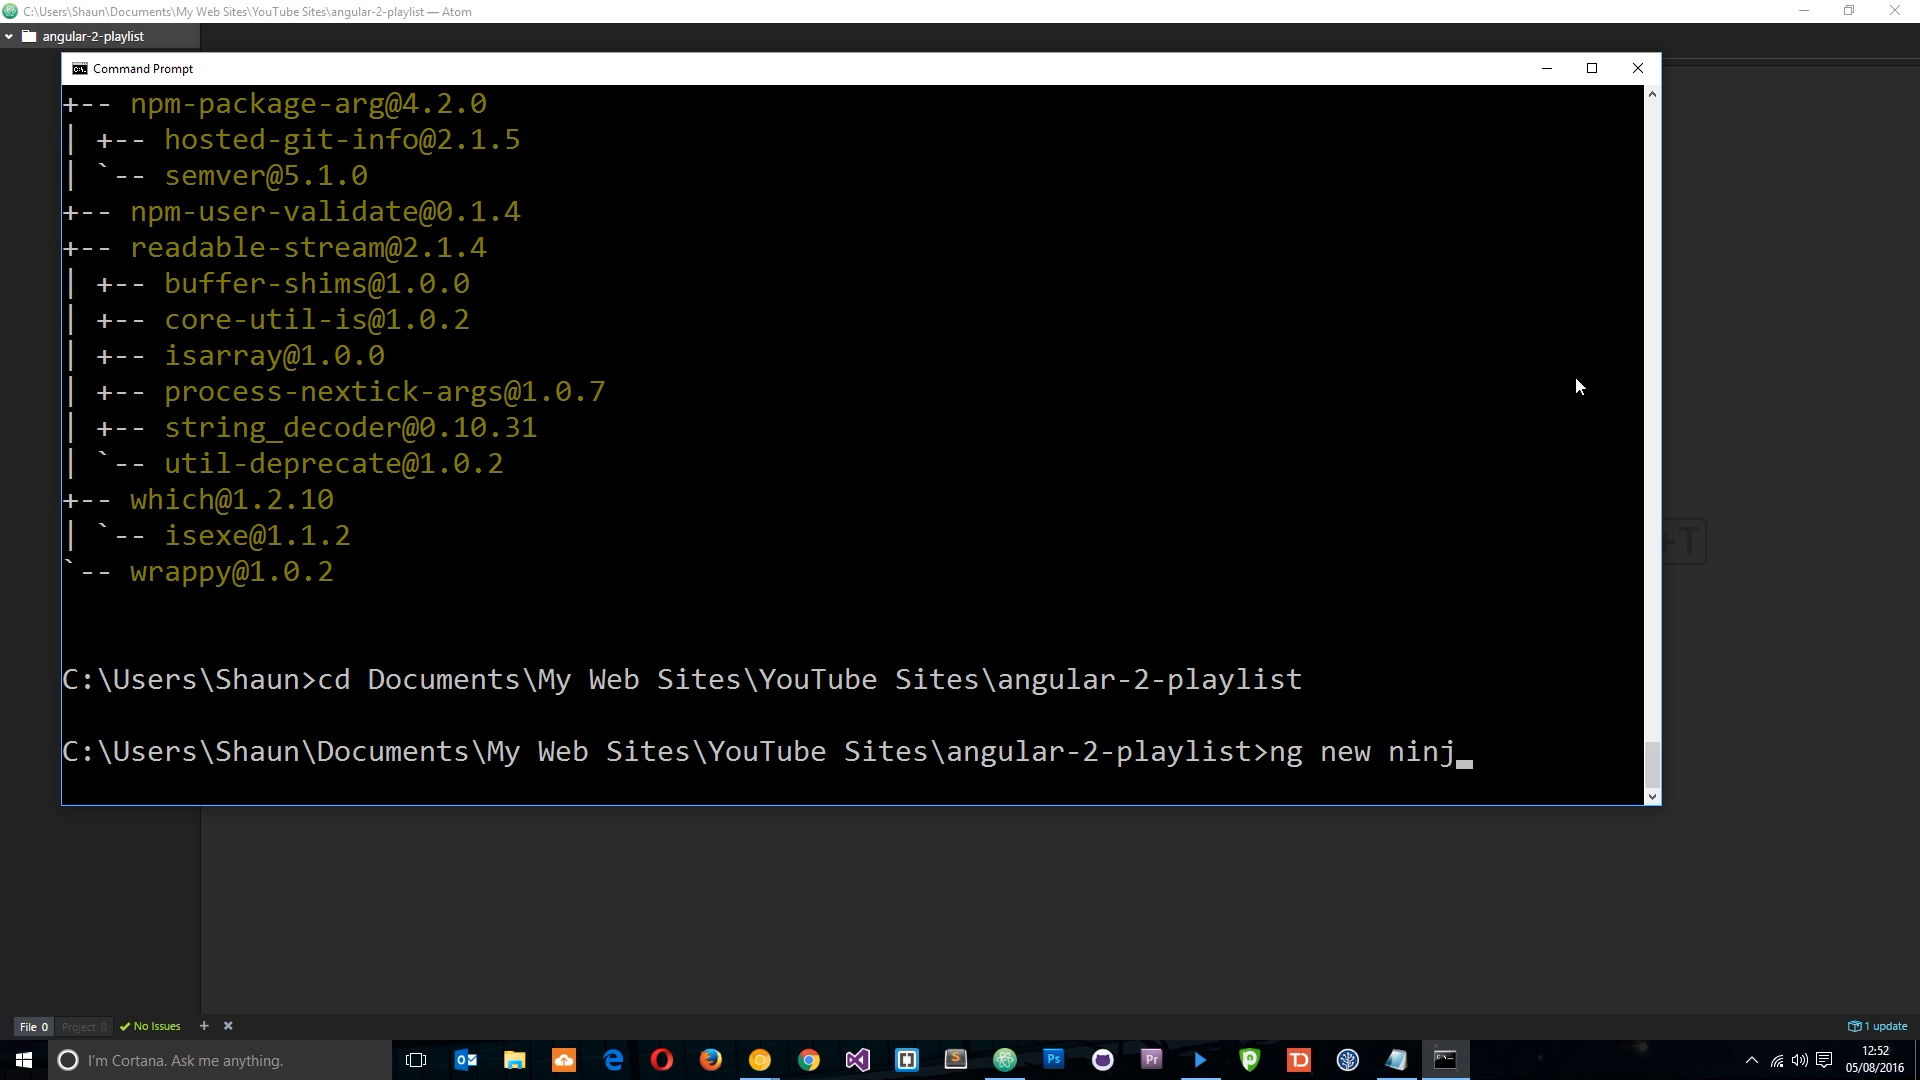 C:\Users\Shaun\Documents\My Web Sites\YouTube Sites\angular-2-playlist — Atom
angular-2-playlist
Command Prompt
+-- npm-package-arg@4.2.0
| +-- hosted-git-info@2.1.5
| `-- semver@5.1.0
+-- npm-user-validate@0.1.4
+-- readable-stream@2.1.4
| +-- buffer-shims@1.0.0
| +-- core-util-is@1.0.2
| +-- isarray@1.0.0
| +-- process-nextick-args@1.0.7
| +-- string_decoder@0.10.31
| `-- util-deprecate@1.0.2
+-- which@1.2.10
| `-- isexe@1.1.2
`-- wrappy@1.0.2
C:\Users\Shaun>cd Documents\My Web Sites\YouTube Sites\angular-2-playlist
C:\Users\Shaun\Documents\My Web Sites\YouTube Sites\angular-2-playlist>ng new ninj_
+T
File 0 Project 0 No Issues + ×
1 update
I'm Cortana. Ask me anything.
Ps
Pr
TD
12:52
05/08/2016